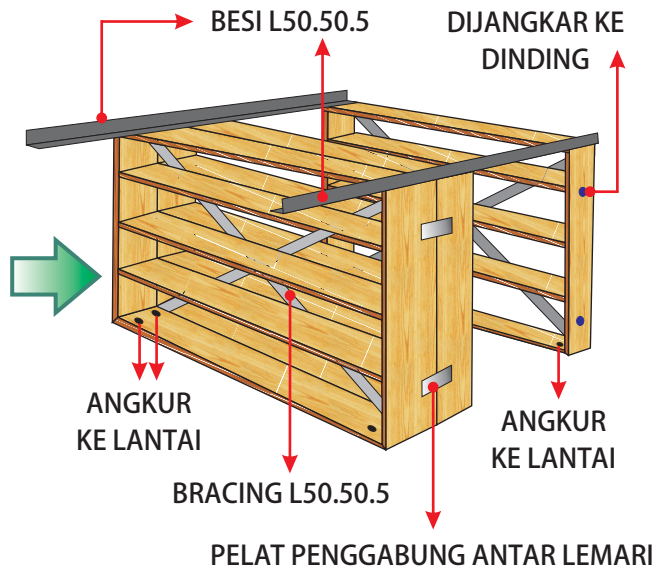 BESI L50.50.5
DIJANGKAR KE
DINDING
ANGKUR
KE LANTAI
ANGKUR
KE LANTAI
BRACING L50.50.5
PELAT PENGGABUNG ANTAR LEMARI